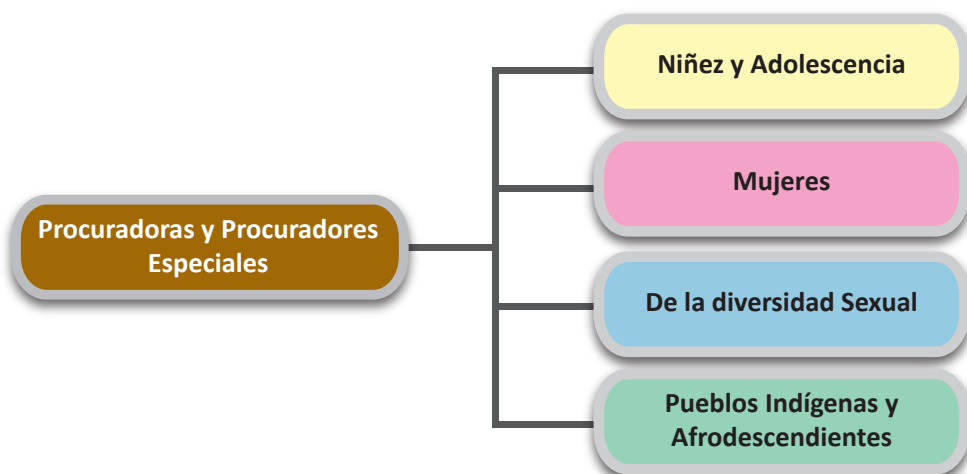 Procuradoras y Procuradores
Especiales
Niñez y Adolescencia
Mujeres
De la diversidad Sexual
Pueblos Indígenas y
Afrodescendientes